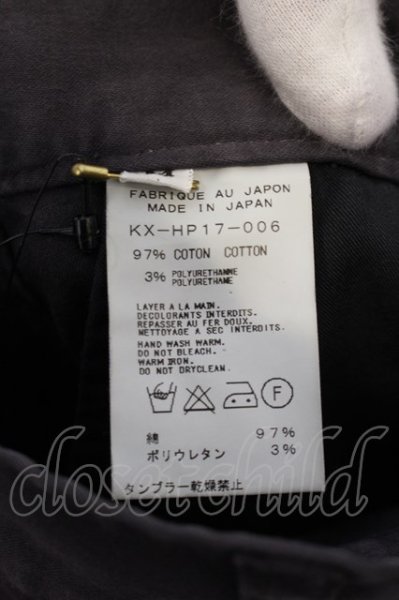 FABRIQUE AU JAPON
MADE IN JAPAN
KX-HP17-006
97% COTON COTTON
3% POLYURETHANNE
POLYURETHANE
LAYER A LA MAIN.
DECOLORANTS INTERDITS.
REPASSER AU FER DOUX.
NETTOYAGE A SEC INTERDITS.
HAND WASH WARM.
DO NOT BLEACH.
WARM IRON.
DO NOT DRYCLEAN.
F
綿 97%
ポリウレタン 3%
closetchild
タンブラー乾燥禁止